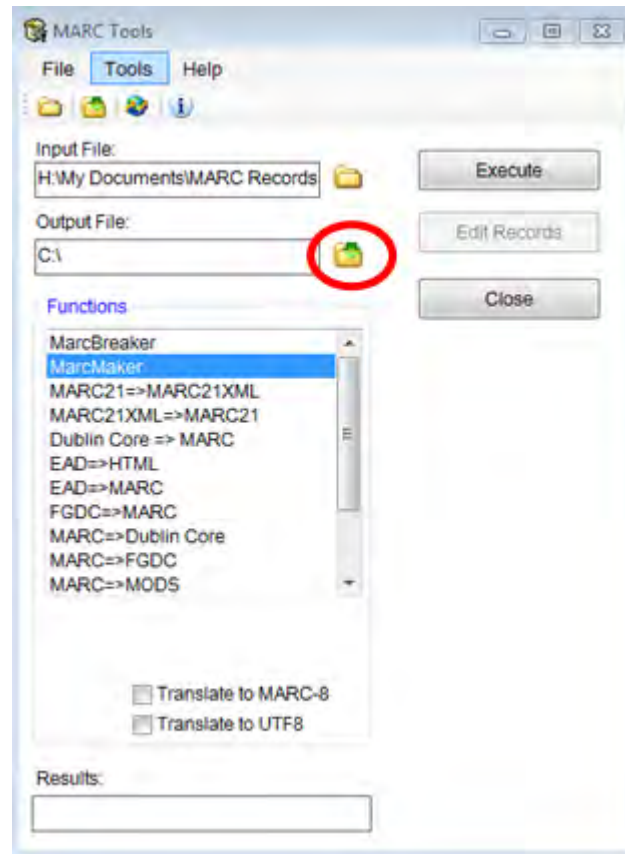 MARC Tools
File Tools Help
Input File:
H:\My Documents\MARC Records
Execute
Output File:
Edit Records
C:\
Close
Functions
MarcBreaker
MarcMaker
MARC21=>MARC21XML
MARC21XML=>MARC21
Dublin Core => MARC
EAD=>HTML
EAD=>MARC
FGDC=>MARC
MARC=>Dublin Core
MARC=>FGDC
MARC=>MODS
Translate to MARC-8
Translate to UTF8
Results: